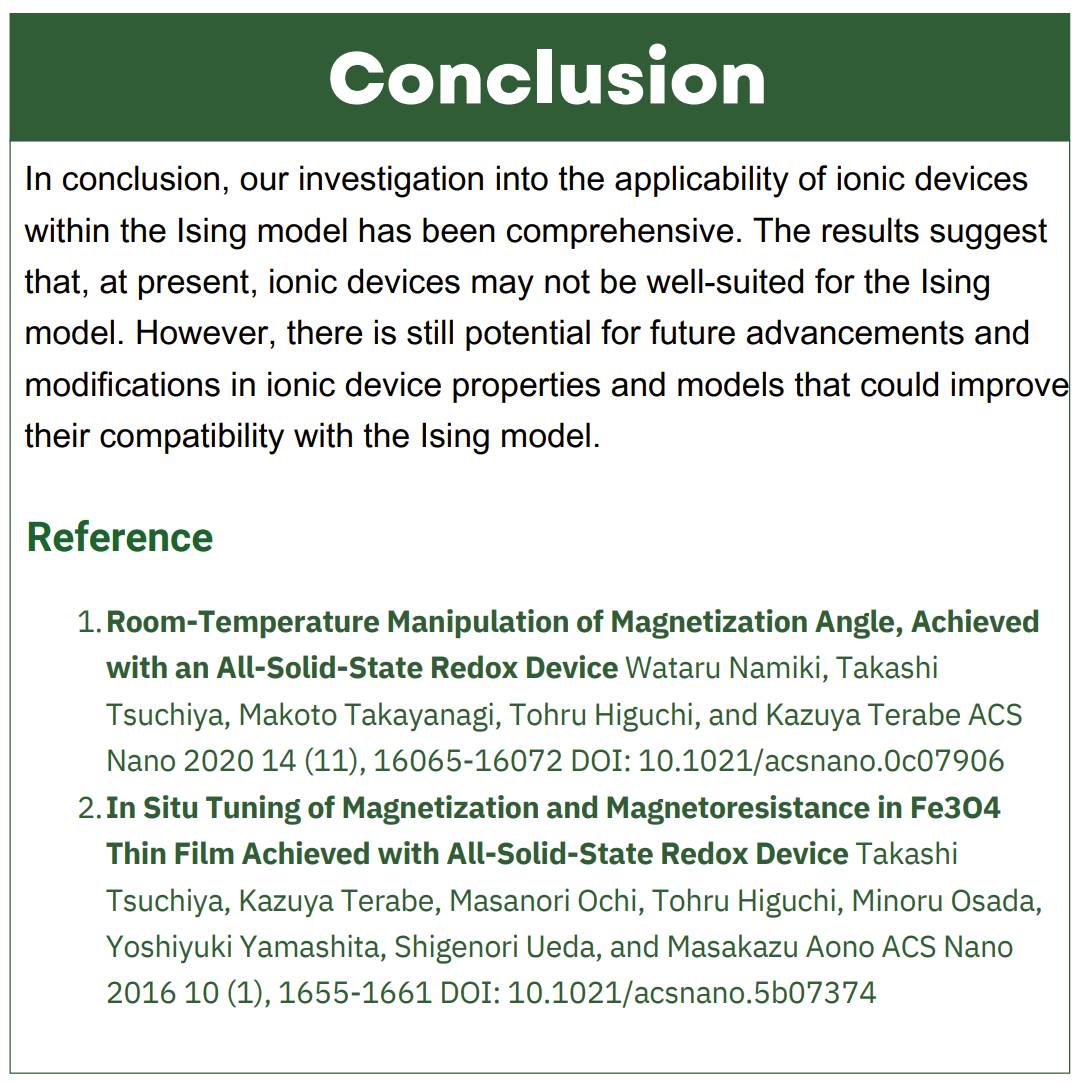 Conclusion
In conclusion, our investigation into the applicability of ionic devices
within the Ising model has been comprehensive. The results suggest
that, at present, ionic devices may not be well-suited for the Ising
model. However, there is still potential for future advancements and
modifications in ionic device properties and models that could improve
their compatibility with the Ising model.
Reference
1. Room-Temperature Manipulation of Magnetization Angle, Achieved
with an All-Solid-State Redox Device Wataru Namiki, Takashi
Tsuchiya, Makoto Takayanagi, Tohru Higuchi, and Kazuya Terabe ACS
Nano 2020 14 (11), 16065-16072 DOI: 10.1021/acsnano.0c07906
2. In Situ Tuning of Magnetization and Magnetoresistance in Fe3O4
Thin Film Achieved with All-Solid-State Redox Device Takashi
Tsuchiya, Kazuya Terabe, Masanori Ochi, Tohru Higuchi, Minoru Osada,
Yoshiyuki Yamashita, Shigenori Ueda, and Masakazu Aono ACS Nano
2016 10 (1), 1655-1661 DOI: 10.1021/acsnano.5b07374